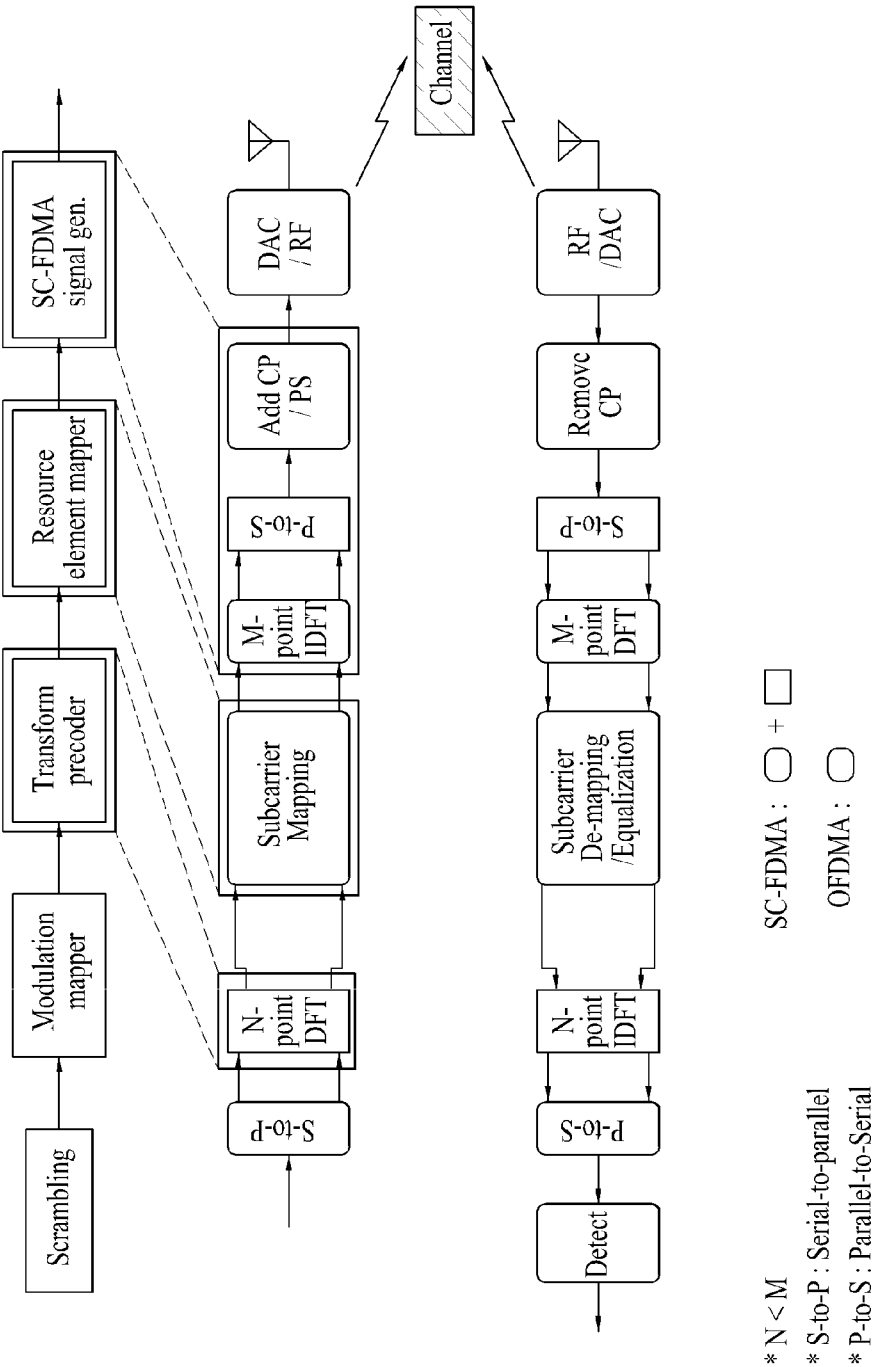 Scrambling
Modulation
mapper
Transform
precoder
Resource
element mapper
SC-FDMA
signal gen.
S-to-P
N-
point
DFT
Subcarrier
Mapping
M-
point
IDFT
P-to-S
Add CP
/ PS
DAC
/ RF
Channel
Detect
P-to-S
N-
point
IDFT
Subcarrier
De-mapping
/Equalization
M-
point
DFT
S-to-P
Remove
CP
RF
/DAC
* N < M
* S-to-P : Serial-to-parallel
* P-to-S : Parallel-to-Serial
SC-FDMA : +
OFDMA :